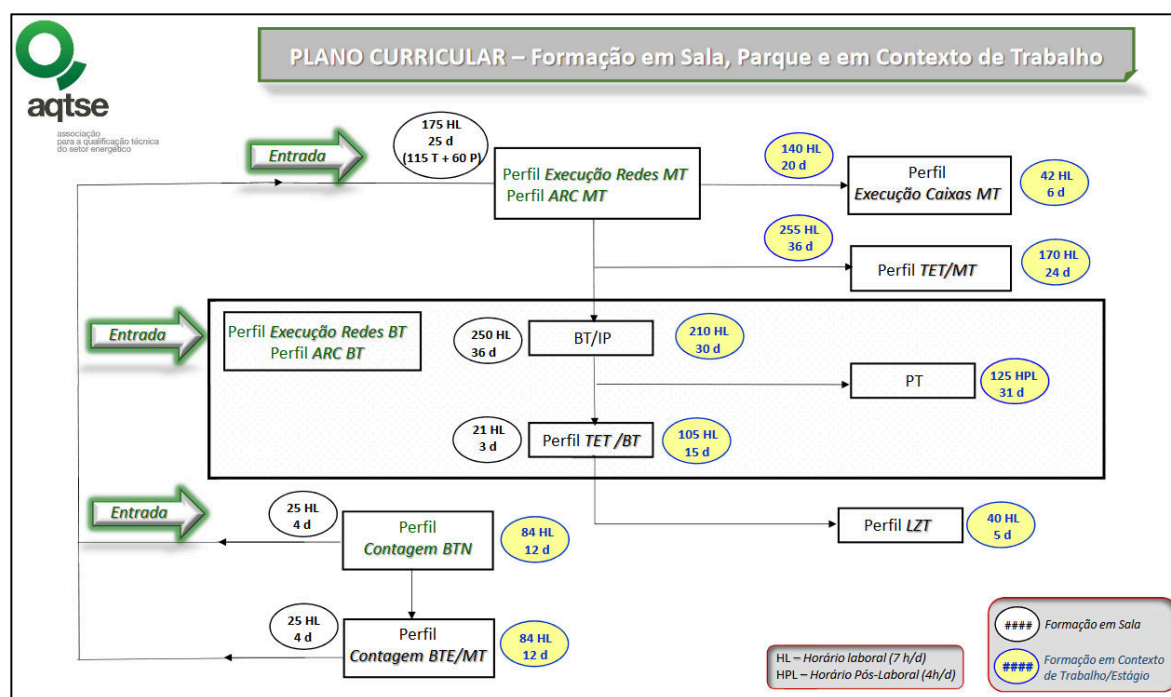 PLANO CURRICULAR – Formação em Sala, Parque e em Contexto de Trabalho
aqtse
associação
para a qualificação técnica
do setor energético
Entrada
175 HL
25 d
(115 T + 60 P)
Perfil Execução Redes MT
Perfil ARC MT
140 HL
20 d
Perfil
Execução Caixas MT
42 HL
6 d
255 HL
36 d
Perfil TET/MT
170 HL
24 d
Entrada
Perfil Execução Redes BT
Perfil ARC BT
250 HL
36 d
BT/IP
210 HL
30 d
PT
125 HPL
31 d
21 HL
3 d
Perfil TET /BT
105 HL
15 d
Entrada
25 HL
4 d
Perfil
Contagem BTN
84 HL
12 d
Perfil LZT
40 HL
5 d
25 HL
4 d
Perfil
Contagem BTE/MT
84 HL
12 d
HL – Horário laboral (7 h/d)
HPL – Horário Pós-Laboral (4h/d)
####
Formação em Sala
####
Formação em Contexto
de Trabalho/Estágio